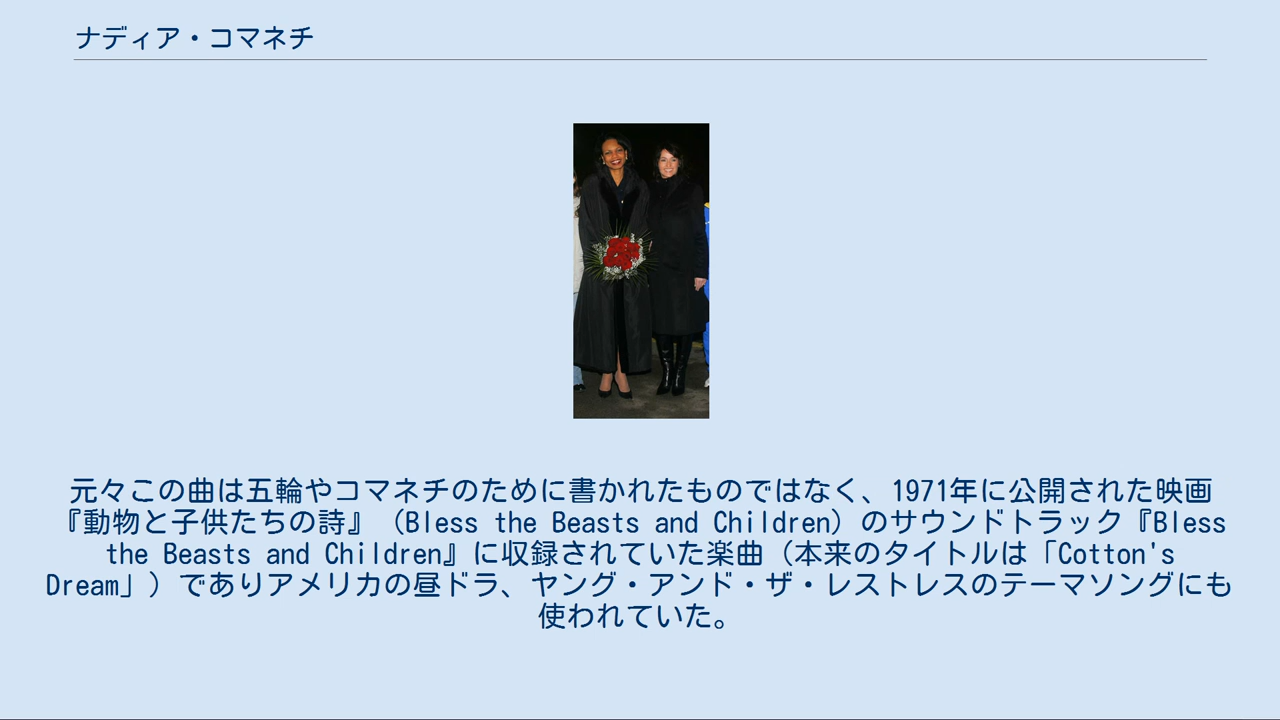 ナディア・コマネチ
元々この曲は五輪やコマネチのために書かれたものではなく、1971年に公開された映画
『動物と子供たちの詩』（Bless the Beasts and Children）のサウンドトラック『Bless
the Beasts and Children』に収録されていた楽曲（本来のタイトルは「Cotton's
Dream」）でありアメリカの昼ドラ、ヤング・アンド・ザ・レストレスのテーマソングにも
使われていた。